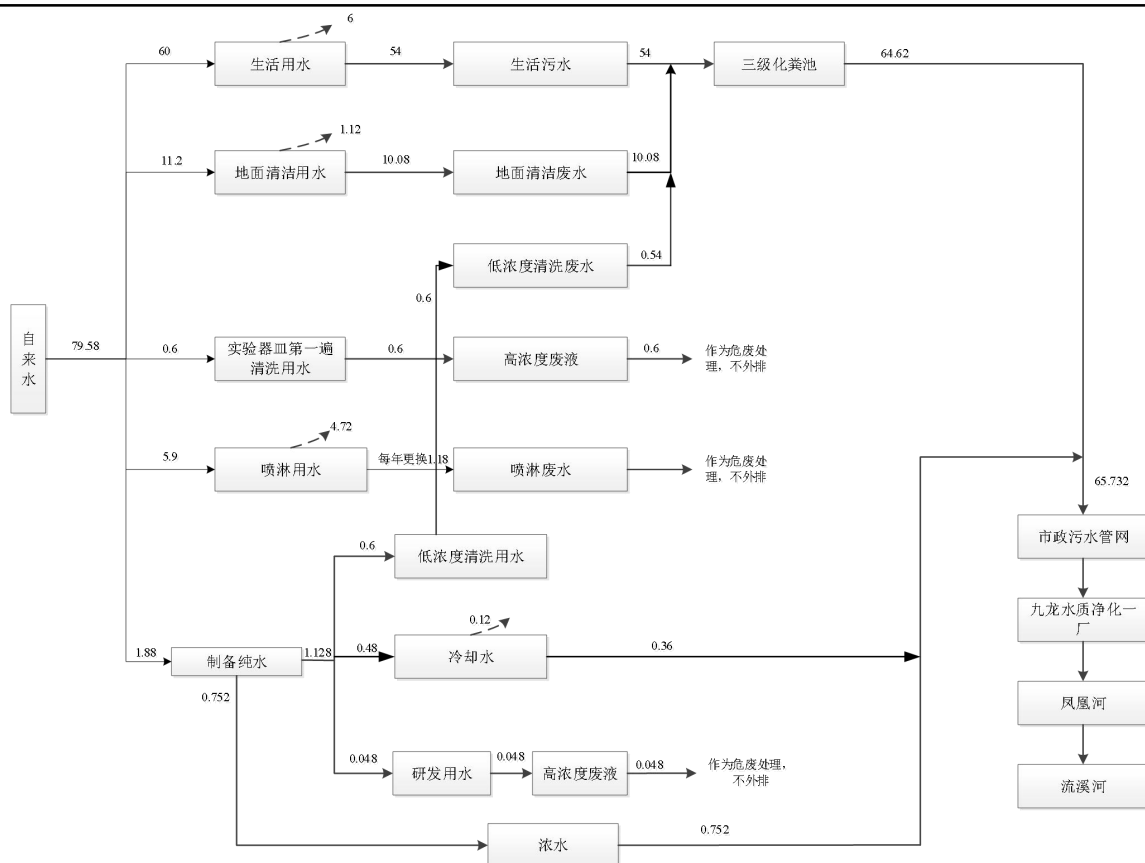 6
60
生活用水
54
生活污水
54
三级化粪池
64.62
1.12
11.2
地面清洁用水
10.08
地面清洁废水
10.08
低浓度清洗废水
0.54
0.6
自
来
水
79.58
0.6
实验器皿第一遍
清洗用水
0.6
高浓度废液
0.6
作为危废处
理，不外排
4.72
5.9
喷淋用水
每年更换1.18
喷淋废水
作为危废处
理，不外排
65.732
市政污水管网
0.6
低浓度清洗用水
九龙水质净化一
厂
0.12
1.88
制备纯水
1.128
0.48
冷却水
0.36
0.752
凤凰河
0.048
研发用水
0.048
高浓度废液
0.048
作为危废处理，
不外排
流溪河
浓水
0.752